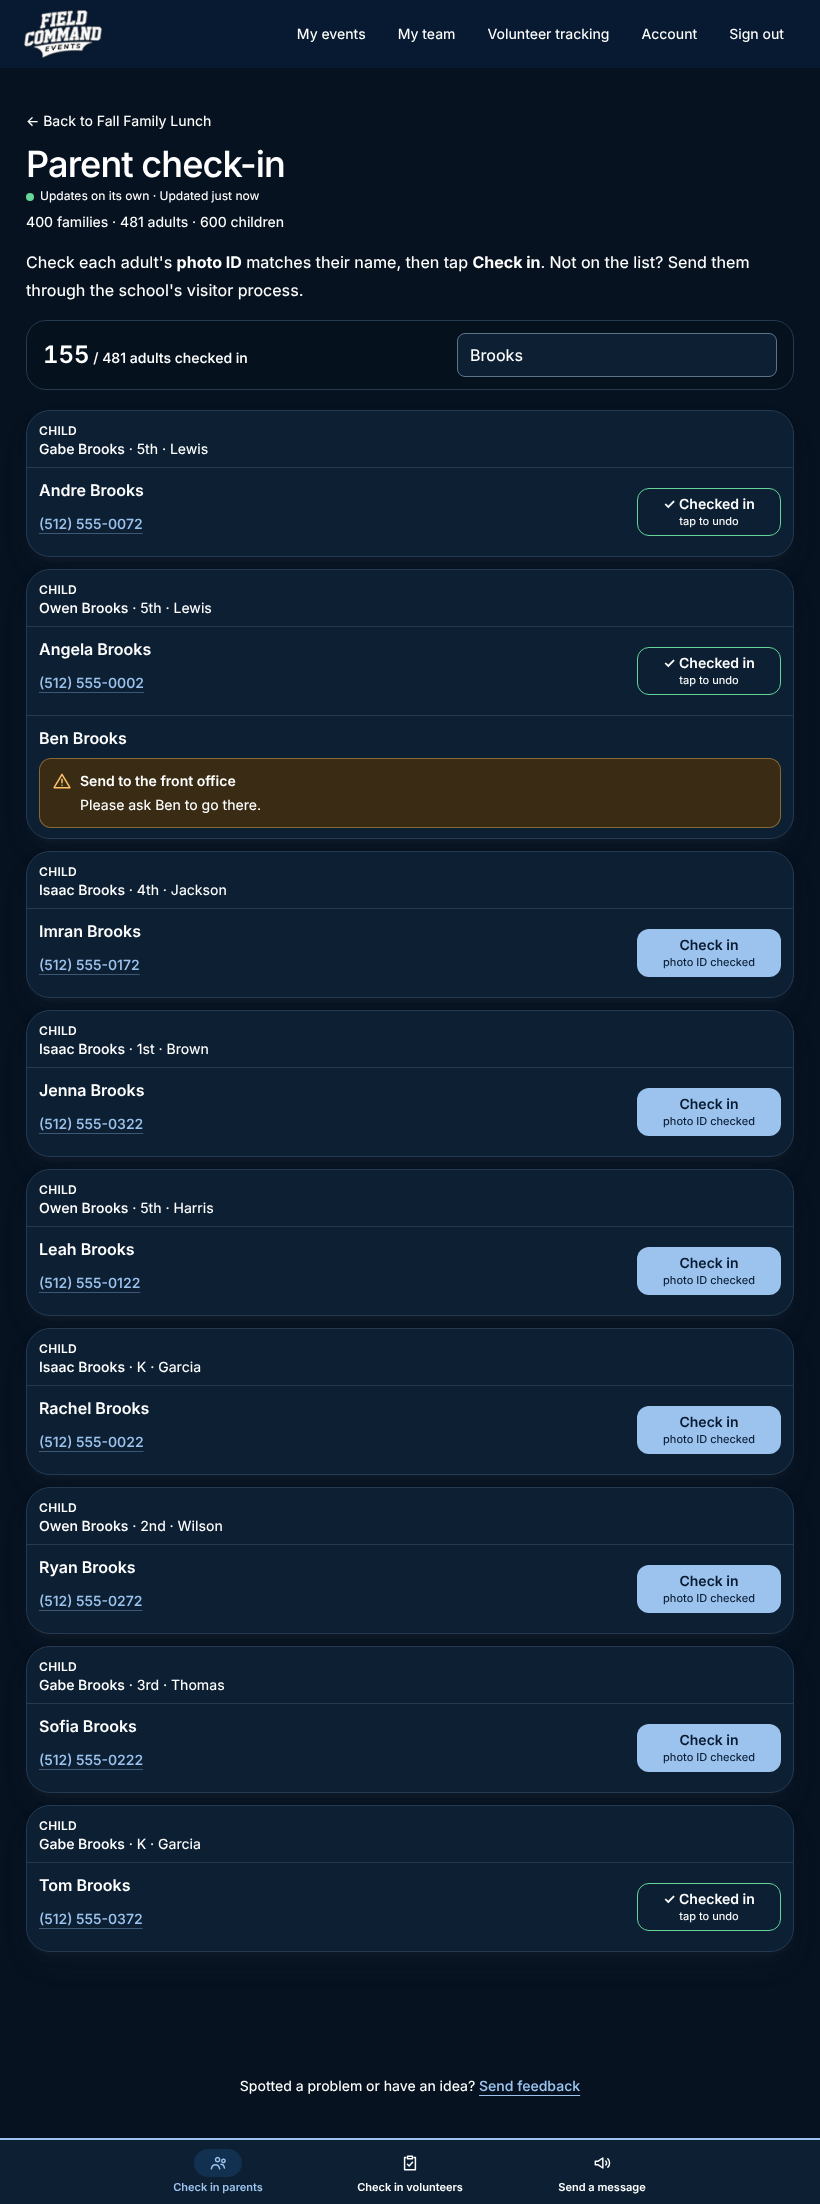 FIELD
COMMAND
EVENTS
My events
My team
Volunteer tracking
Account
Sign out
← Back to Fall Family Lunch
Parent check-in
Updates on its own · Updated just now
400 families · 481 adults · 600 children
Check each adult's photo ID matches their name, then tap Check in. Not on the list? Send them
through the school's visitor process.
155 / 481 adults checked in
Brooks
CHILD
Gabe Brooks · 5th · Lewis
Andre Brooks
(512) 555-0072
✓ Checked in
tap to undo
CHILD
Owen Brooks · 5th · Lewis
Angela Brooks
(512) 555-0002
✓ Checked in
tap to undo
Ben Brooks
Send to the front office
Please ask Ben to go there.
CHILD
Isaac Brooks · 4th · Jackson
Imran Brooks
(512) 555-0172
Check in
photo ID checked
CHILD
Isaac Brooks · 1st · Brown
Jenna Brooks
(512) 555-0322
Check in
photo ID checked
CHILD
Owen Brooks · 5th · Harris
Leah Brooks
(512) 555-0122
Check in
photo ID checked
CHILD
Isaac Brooks · K · Garcia
Rachel Brooks
(512) 555-0022
Check in
photo ID checked
CHILD
Owen Brooks · 2nd · Wilson
Ryan Brooks
(512) 555-0272
Check in
photo ID checked
CHILD
Gabe Brooks · 3rd · Thomas
Sofia Brooks
(512) 555-0222
Check in
photo ID checked
CHILD
Gabe Brooks · K · Garcia
Tom Brooks
(512) 555-0372
✓ Checked in
tap to undo
Spotted a problem or have an idea? Send feedback
Check in parents
Check in volunteers
Send a message